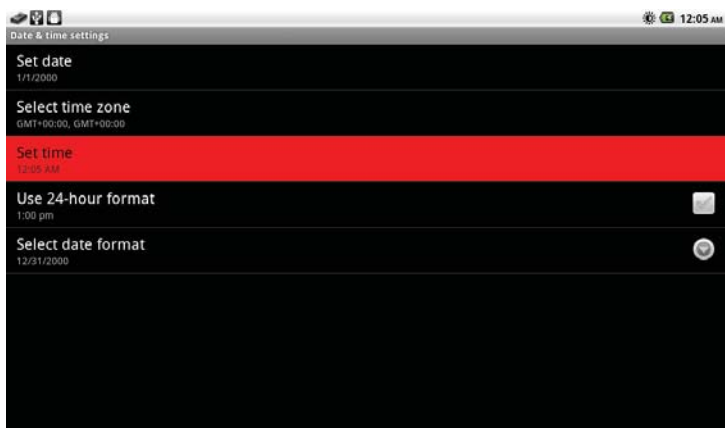 12:05 AM
Date & time settings
Set date
1/1/2000
Select time zone
GMT+00:00, GMT+00:00
Set time
12:05 AM
Use 24-hour format
1:00 pm
Select date format
12/31/2000